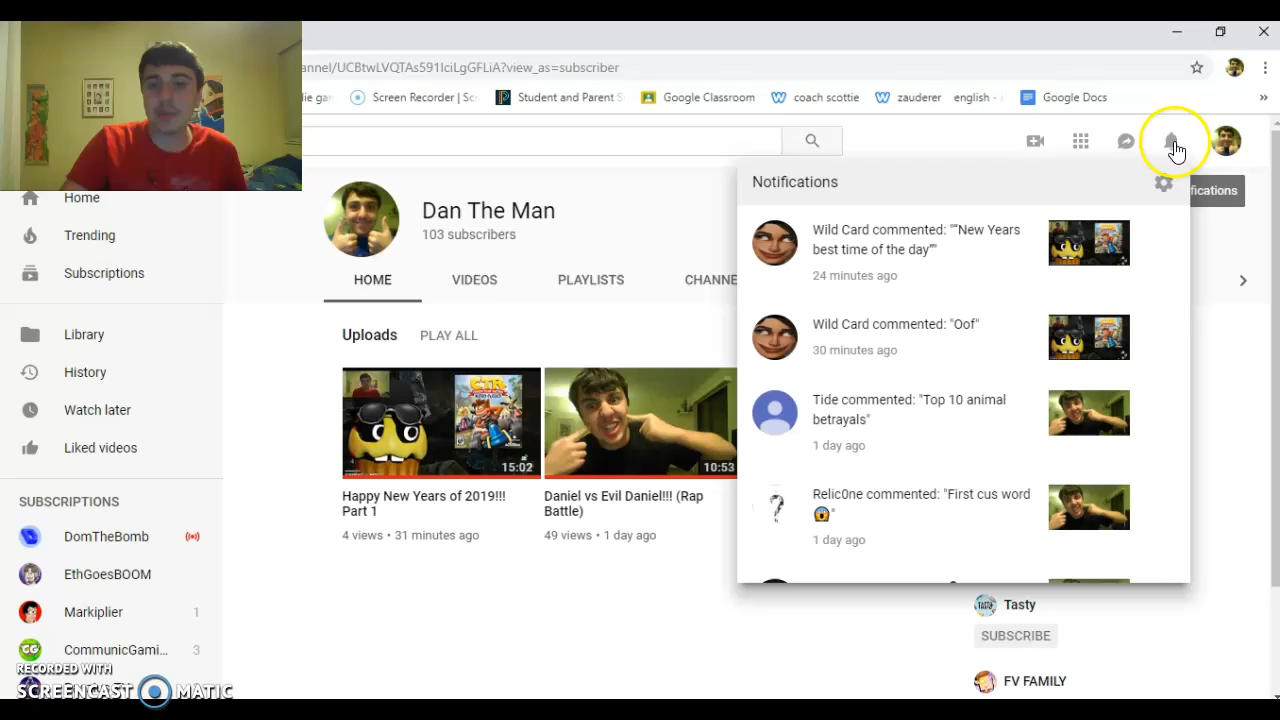 annel/UCBtwLVQTAs591IciLgGFLiA?view_as=subscriber
die gar
Screen Recorder | Sc
Student and Parent S
Google Classroom
coach scottie
zauderer
english -
Google Docs
»
Notifications
fications
Wild Card commented: "“New Years
best time of the day”"
24 minutes ago
Wild Card commented: "Oof"
30 minutes ago
Tide commented: "Top 10 animal
betrayals"
1 day ago
Relic0ne commented: "First cus word
😱"
1 day ago
Dan The Man
103 subscribers
HOME
VIDEOS
PLAYLISTS
CHANNE
Home
Trending
Subscriptions
Library
History
Watch later
Liked videos
SUBSCRIPTIONS
DomTheBomb
EthGoesBOOM
Markiplier 1
CommunicGami... 3
Uploads PLAY ALL
CTR
15:02
Happy New Years of 2019!!!
Part 1
4 views • 31 minutes ago
10:53
Daniel vs Evil Daniel!!! (Rap
Battle)
49 views • 1 day ago
Tasty
SUBSCRIBE
FV FAMILY
RECORDED WITH
SCREENCAST MATIC